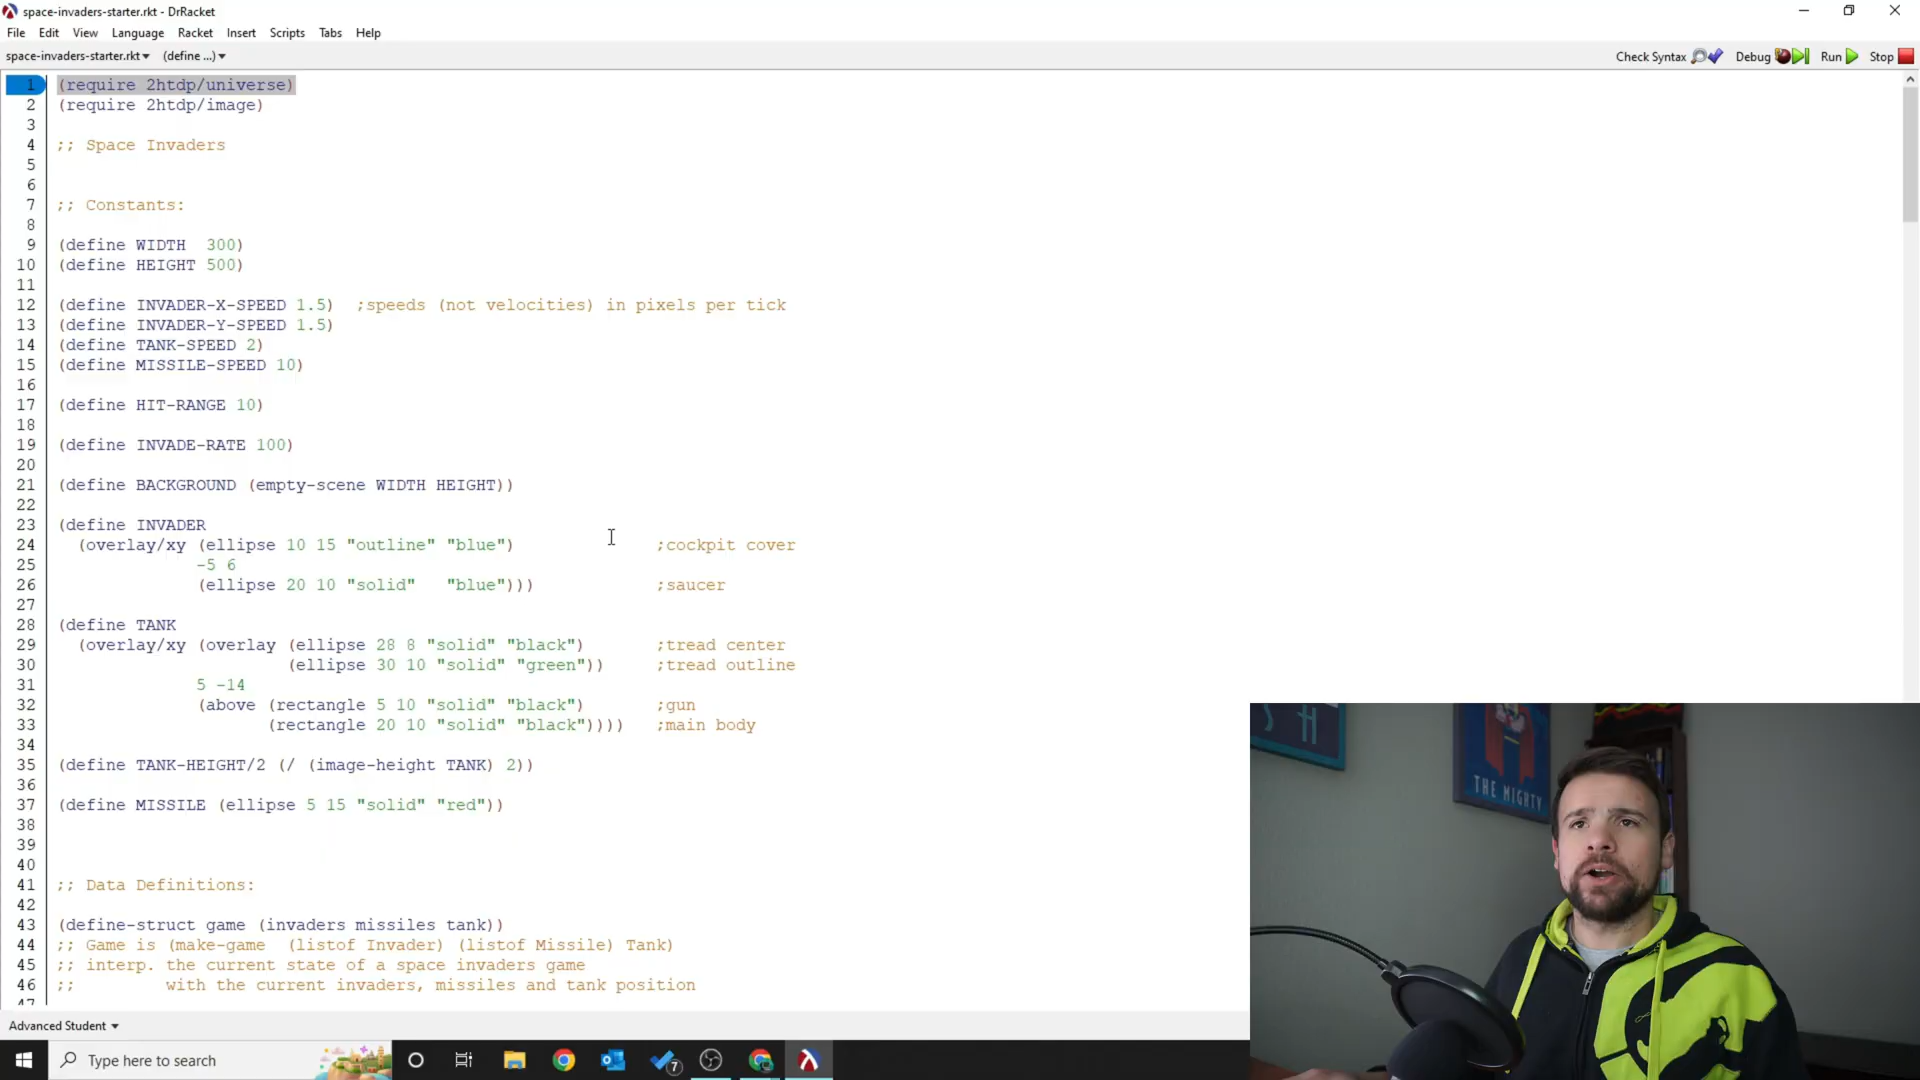 space-invaders-starter.rkt - DrRacket
File Edit View Language Racket Insert Scripts Tabs Help
space-invaders-starter.rkt (define ...) Check Syntax Debug Run Stop
1 (require 2htdp/universe)
2 (require 2htdp/image)
3
4 ;; Space Invaders
5
6
7 ;; Constants:
8
9 (define WIDTH  300)
10 (define HEIGHT 500)
11
12 (define INVADER-X-SPEED 1.5)  ;speeds (not velocities) in pixels per tick
13 (define INVADER-Y-SPEED 1.5)
14 (define TANK-SPEED 2)
15 (define MISSILE-SPEED 10)
16
17 (define HIT-RANGE 10)
18
19 (define INVADE-RATE 100)
20
21 (define BACKGROUND (empty-scene WIDTH HEIGHT))
22
23 (define INVADER
24   (overlay/xy (ellipse 10 15 "outline" "blue")              ;cockpit cover
25               -5 6
26               (ellipse 20 10 "solid"   "blue")))            ;saucer
27
28 (define TANK
29   (overlay/xy (overlay (ellipse 28 8 "solid" "black")       ;tread center
30                        (ellipse 30 10 "solid" "green"))     ;tread outline
31               5 -14
32               (above (rectangle 5 10 "solid" "black")       ;gun
33                      (rectangle 20 10 "solid" "black"))))   ;main body
34
35 (define TANK-HEIGHT/2 (/ (image-height TANK) 2))
36
37 (define MISSILE (ellipse 5 15 "solid" "red"))
38
39
40
41 ;; Data Definitions:
42
43 (define-struct game (invaders missiles tank))
44 ;; Game is (make-game  (listof Invader) (listof Missile) Tank)
45 ;; interp. the current state of a space invaders game
46 ;;         with the current invaders, missiles and tank position
47
THE MIGHTY
Advanced Student
Type here to search
7